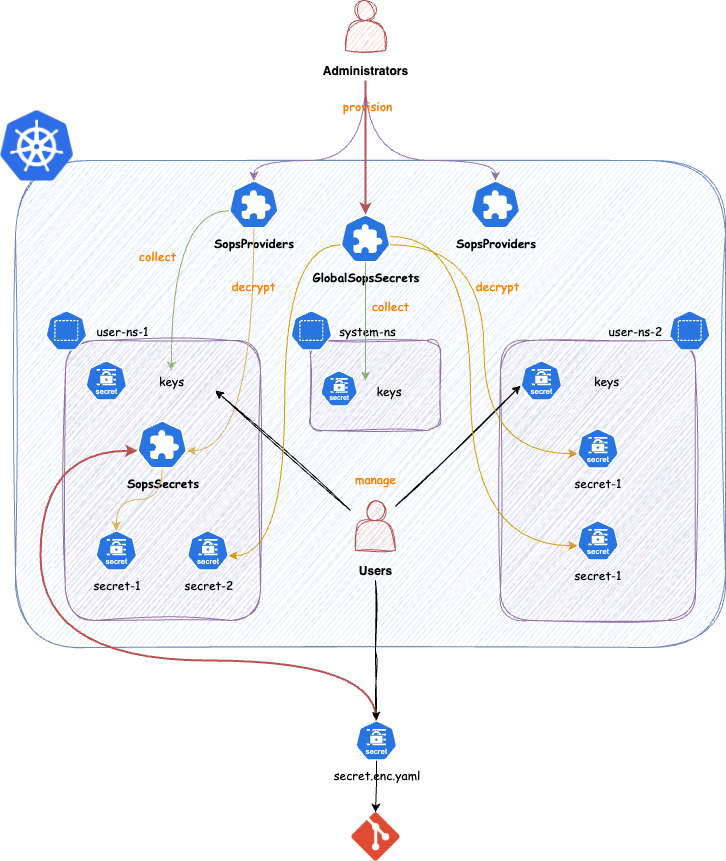 Administrators
provision
SopsProviders
SopsProviders
GlobalSopsSecrets
collect
decrypt
decrypt
collect
user-ns-1
system-ns
user-ns-2
secret
keys
secret
keys
secret
keys
SopsSecrets
secret
secret-1
manage
secret
secret-1
secret
secret-2
secret
secret-1
Users
secret
secret.enc.yaml